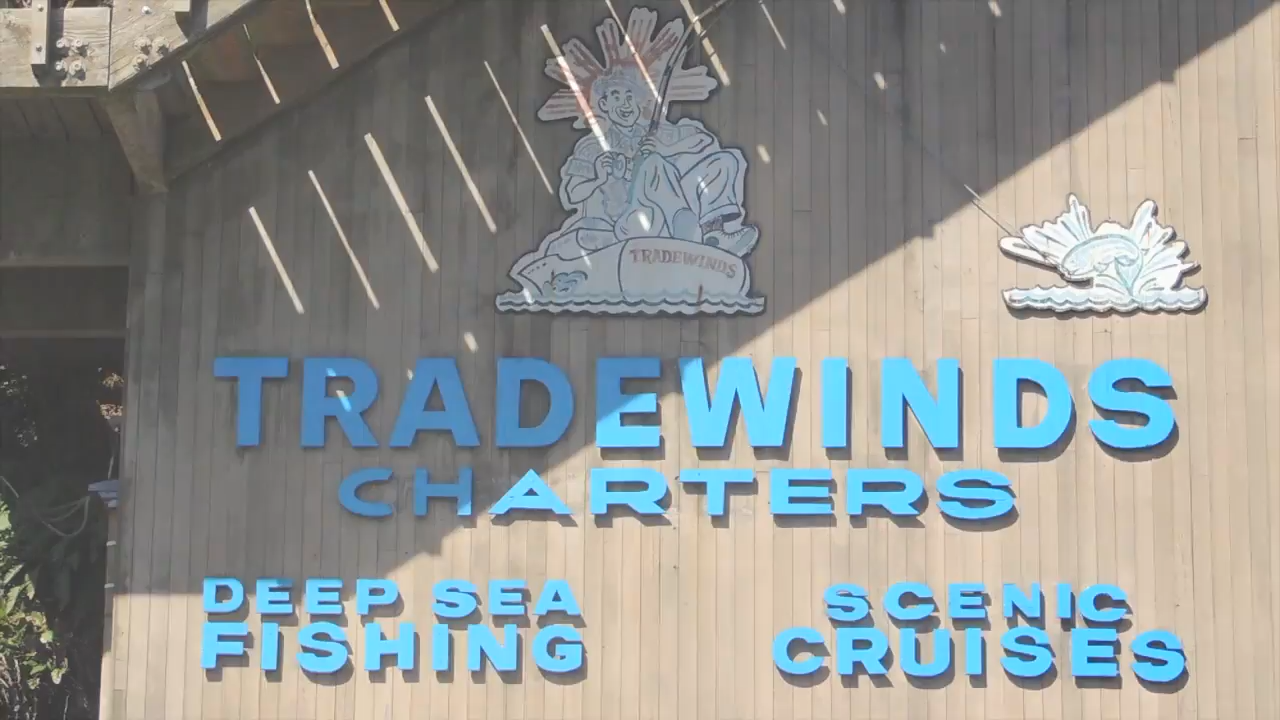 TRADEWINDS
TRADEWINDS
CHARTERS
DEEP SEA
FISHING
SCENIC
CRUISES